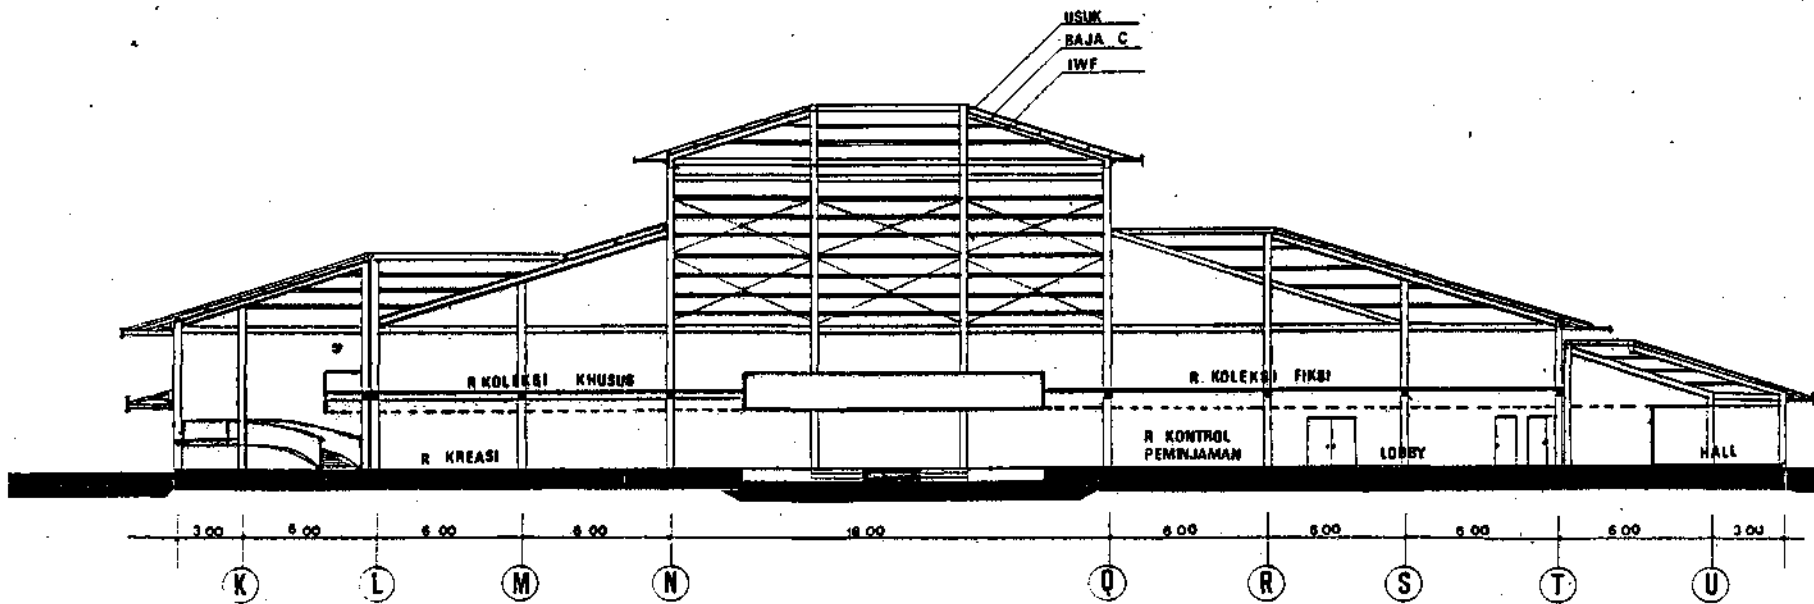 USUK
BAJA C
IWF
R KOLEKSI KHUSUS
R. KOLEKSI FIKSI
R KREASI
R KONTROL
PEMINJAMAN
LOBBY
HALL
3 00 6 00 6 00 6 00 18 00 6 00 6 00 6 00 6 00 3 00
K L M N Q R S T U